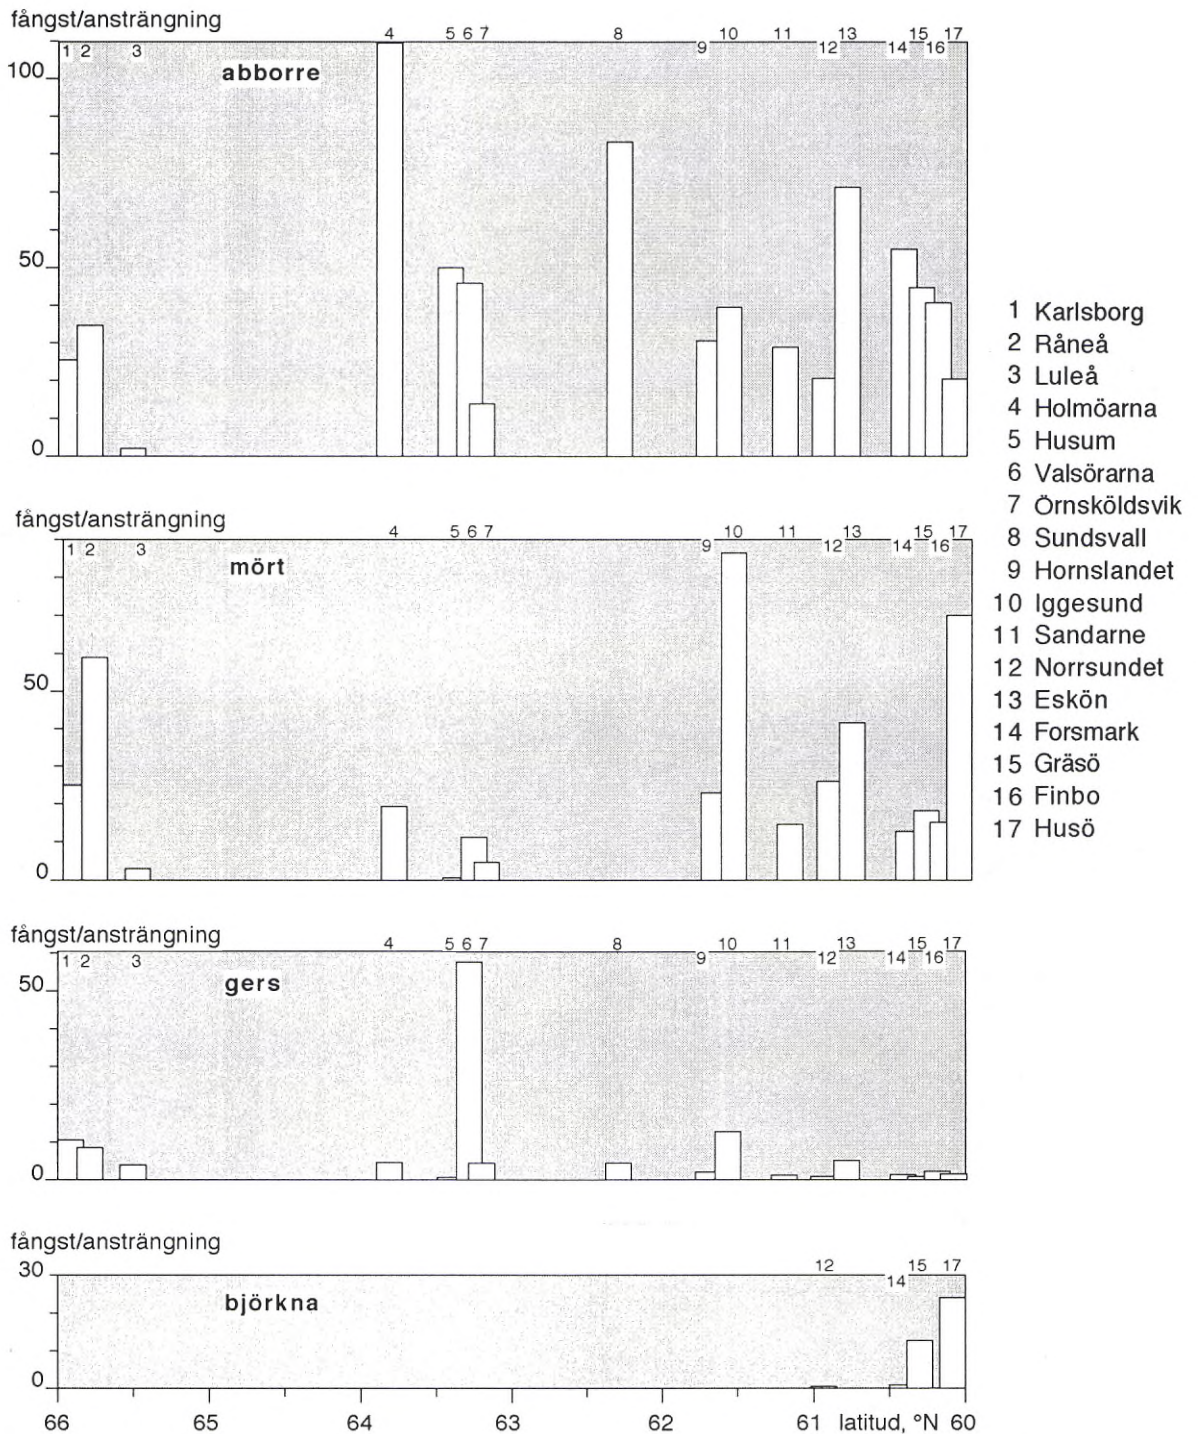 fångst/ansträngning
1 2 3 4 5 6 7 8 9 10 11 12 13 14 15 16 17
abborre
100
50
0
fångst/ansträngning
1 2 3 4 5 6 7 9 10 11 12 13 14 15 16 17
mört
50
0
fångst/ansträngning
1 2 3 4 5 6 7 8 9 10 11 12 13 14 15 16 17
gers
50
0
fångst/ansträngning
30
12 14 15 17
björkna
0
66 65 64 63 62 61 latitud, °N 60
1 Karlsborg
2 Råneå
3 Luleå
4 Holmöarna
5 Husum
6 Valsörarna
7 Örnsköldsvik
8 Sundsvall
9 Hornslandet
10 Iggesund
11 Sandarne
12 Norrsundet
13 Eskön
14 Forsmark
15 Gräsö
16 Finbo
17 Husö